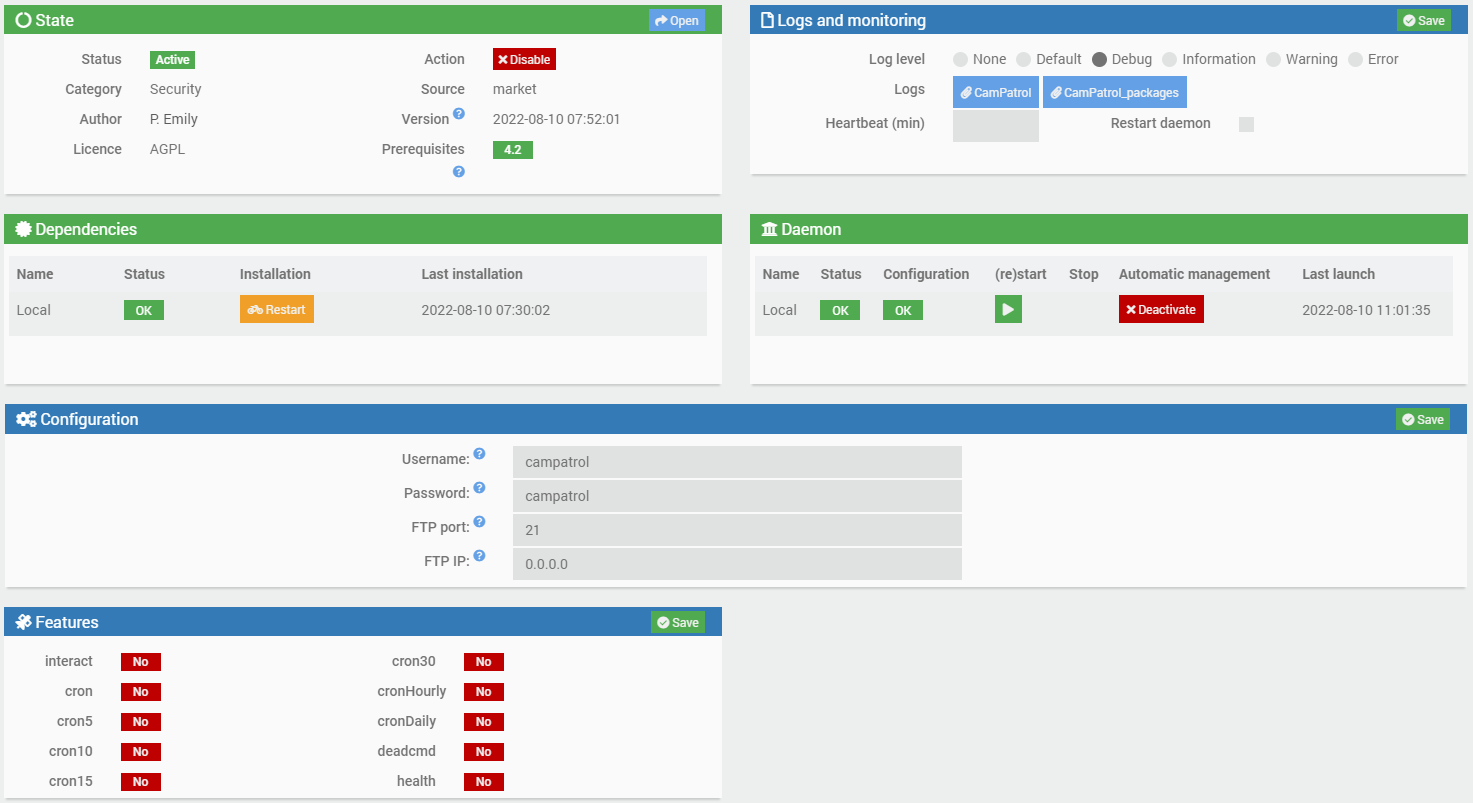 State Open
Status Active Action Disable
Category Security Source market
Author P. Emily Version ? 2022-08-10 07:52:01
Licence AGPL Prerequisites 4.2
?
Logs and monitoring Save
Log level None Default Debug Information Warning Error
Logs CamPatrol CamPatrol_packages
Heartbeat (min) Restart daemon
Dependencies
Name Status Installation Last installation
Local OK Restart 2022-08-10 07:30:02
Daemon
Name Status Configuration (re)start Stop Automatic management Last launch
Local OK OK Deactivate 2022-08-10 11:01:35
Configuration Save
Username: ? campatrol
Password: ? campatrol
FTP port: ? 21
FTP IP: ? 0.0.0.0
Features Save
interact No cron30 No
cron No cronHourly No
cron5 No cronDaily No
cron10 No deadcmd No
cron15 No health No